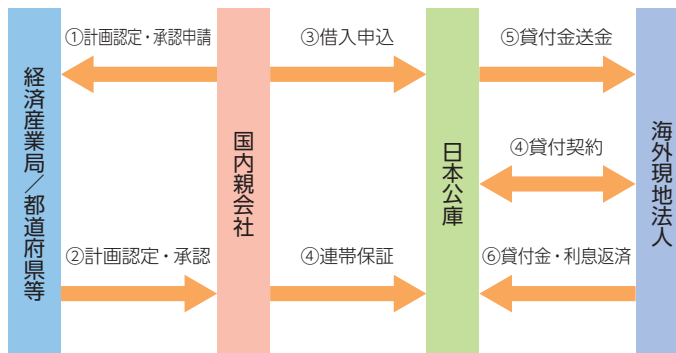 ①計画認定・承認申請
③借入申込
⑤貸付金送金
経済産業局／都道府県等
国内親会社
日本公庫
④貸付契約
海外現地法人
②計画認定・承認
④連帯保証
⑥貸付金・利息返済